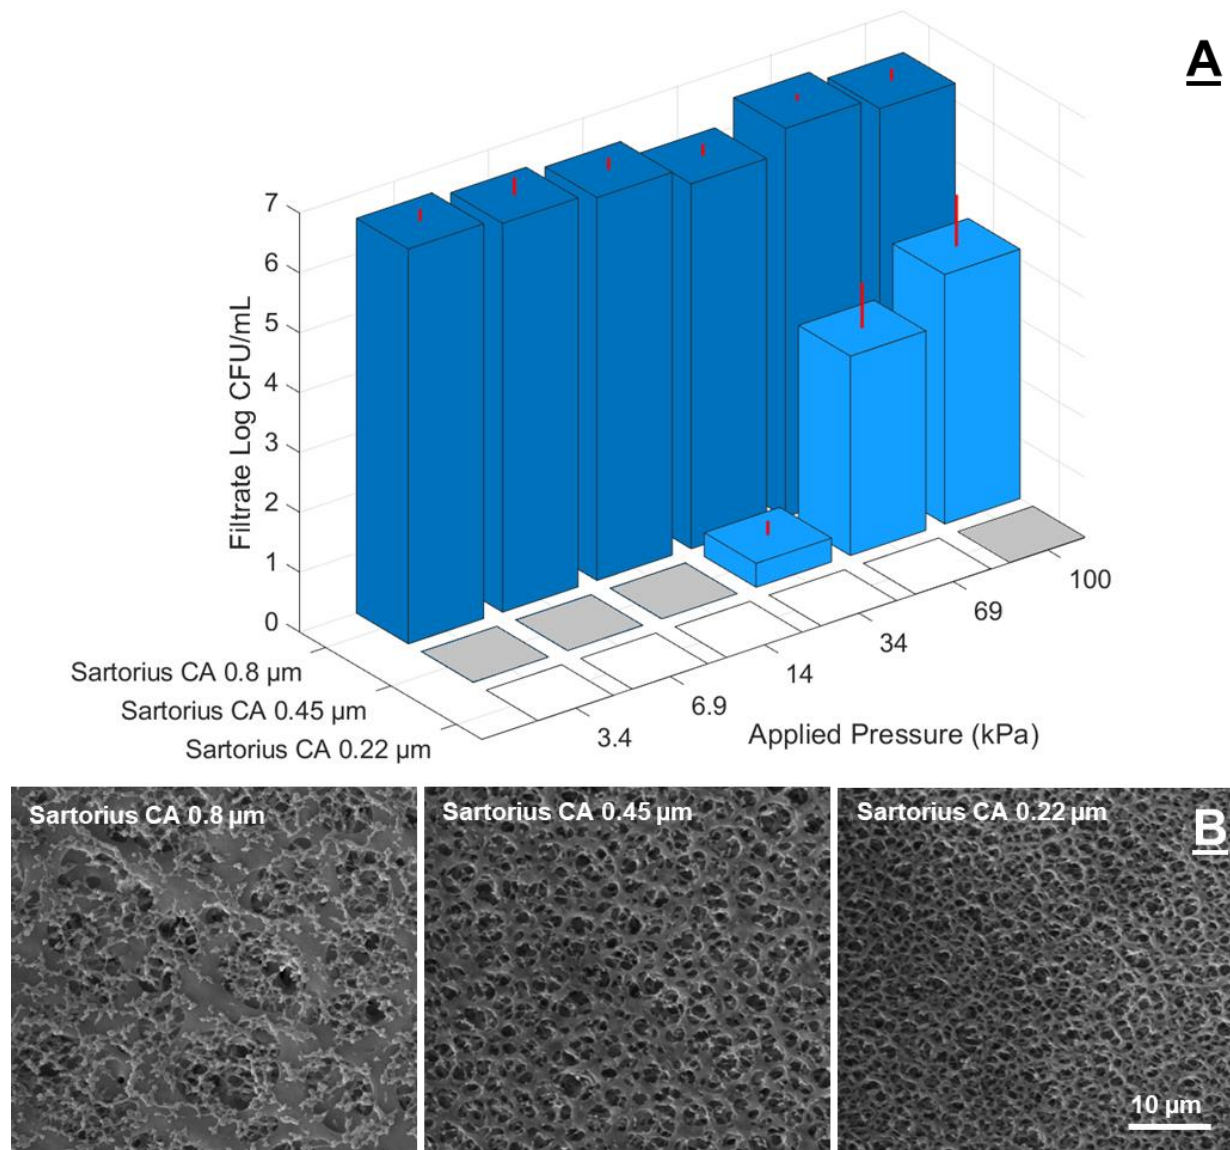 A
7
6
5
4
3
2
1
0
Filtrate Log CFU/mL
Sartorius CA 0.8 µm
Sartorius CA 0.45 µm
Sartorius CA 0.22 µm
3.4
6.9
14
34
69
100
Applied Pressure (kPa)
Sartorius CA 0.8 µm
Sartorius CA 0.45 µm
Sartorius CA 0.22 µm
B
10 µm